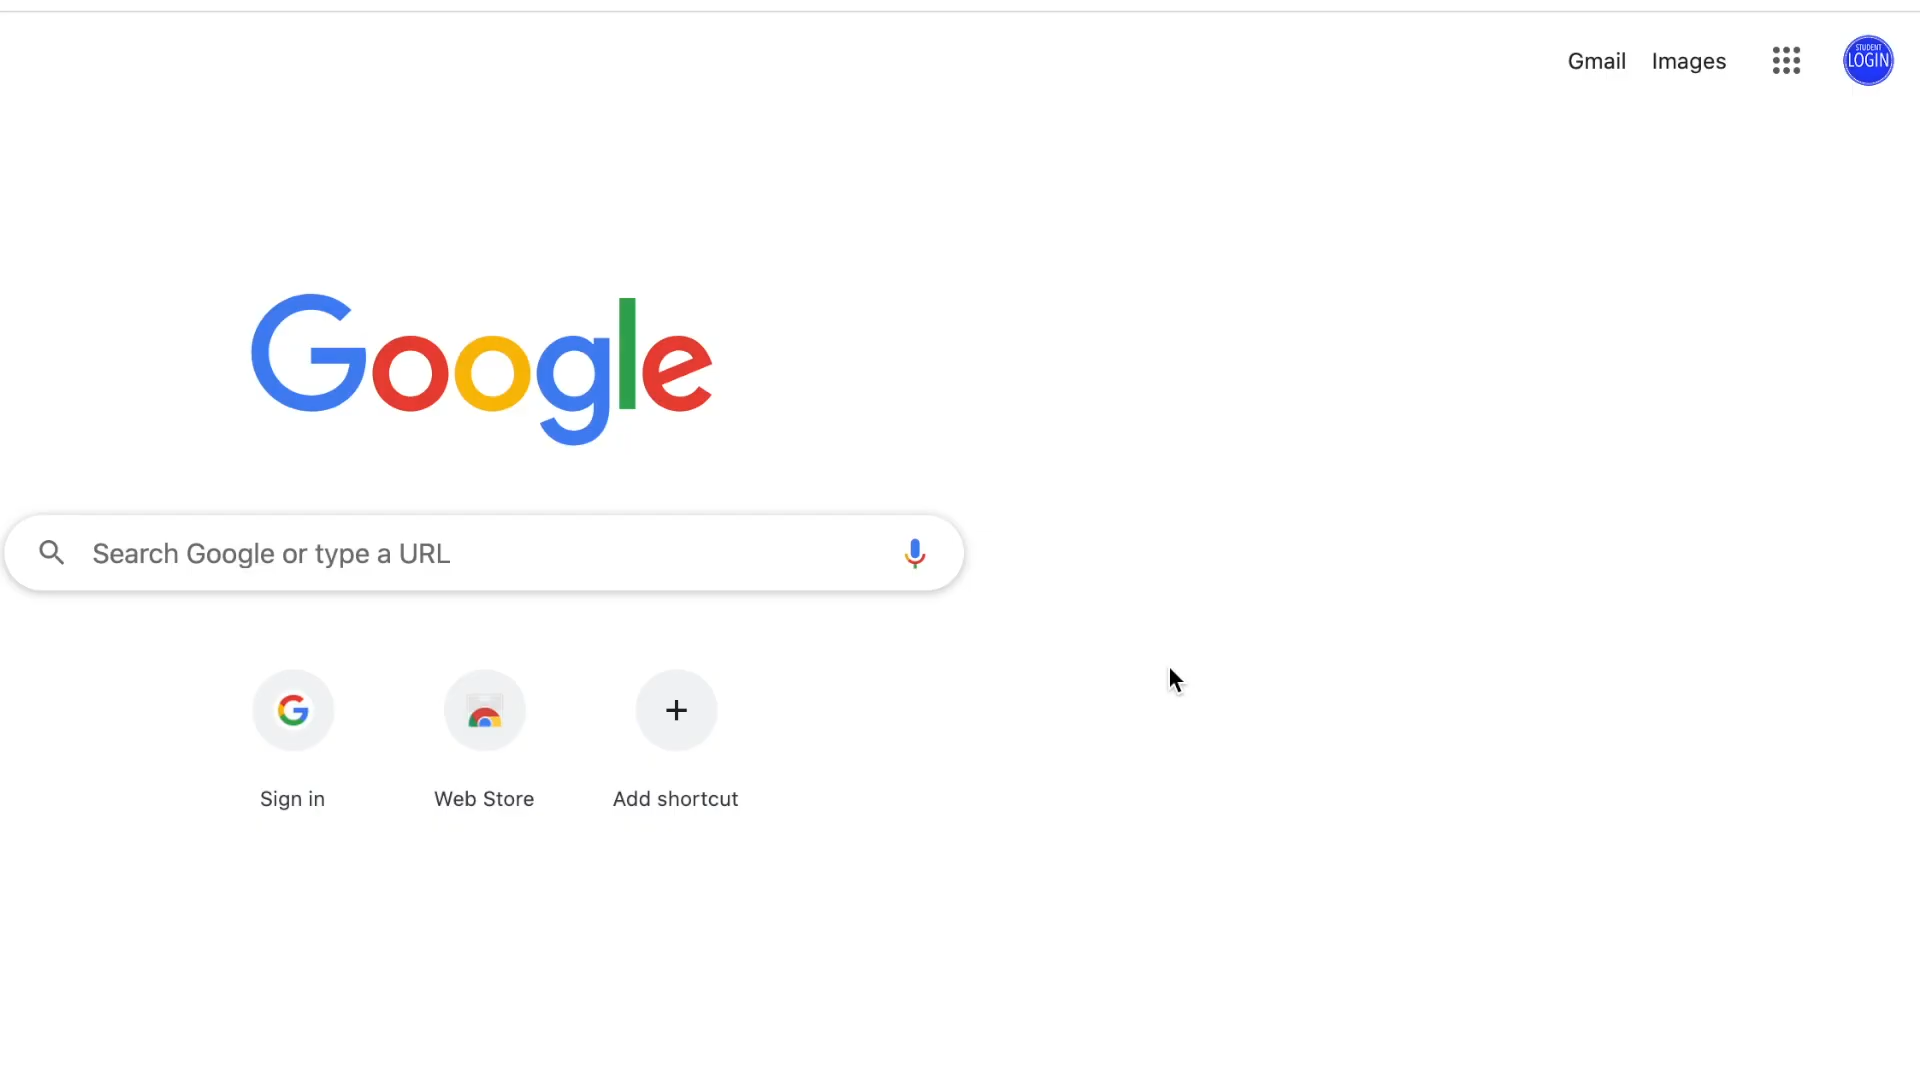 Gmail Images
STUDENT
LOGIN
Google
Search Google or type a URL
Sign in Web Store Add shortcut